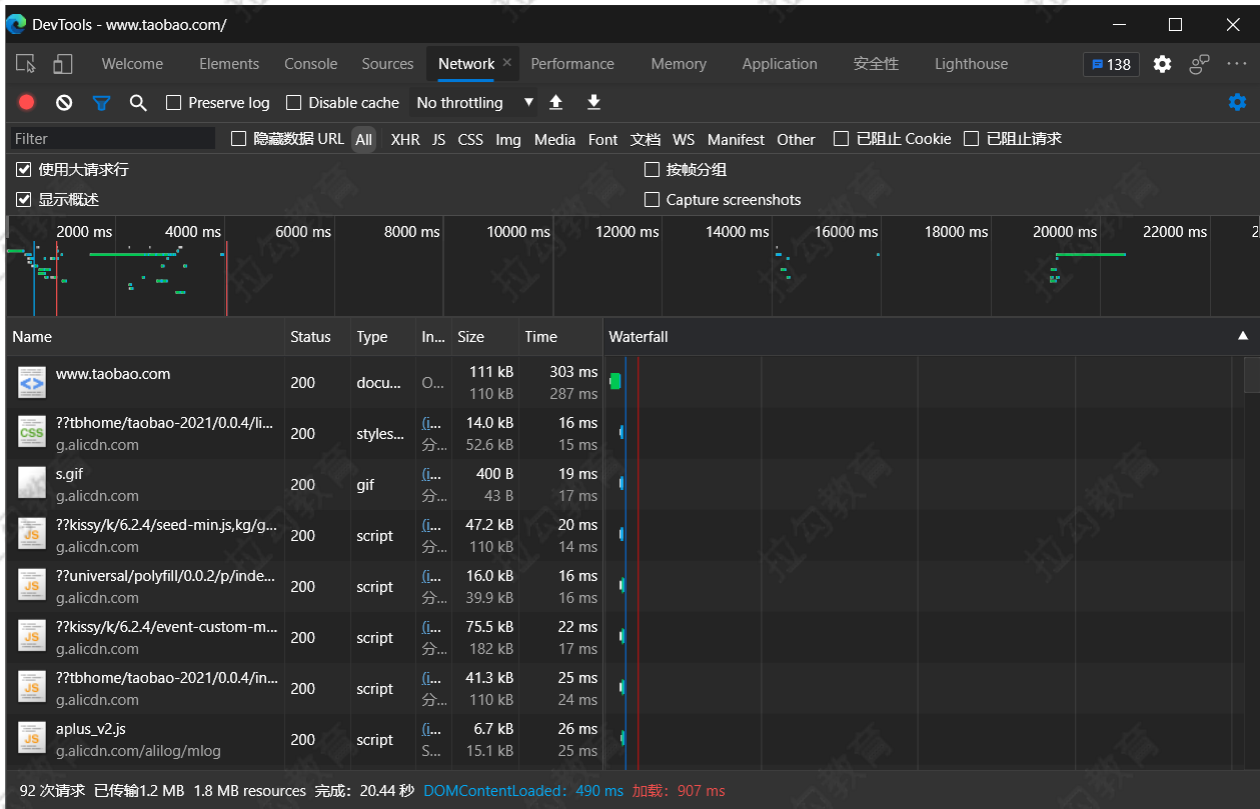 DevTools - www.taobao.com/
Welcome Elements Console Sources Network Performance Memory Application 安全性 Lighthouse 138
Preserve log Disable cache No throttling
Filter 隐藏数据 URL All XHR JS CSS Img Media Font 文档 WS Manifest Other 已阻止 Cookie 已阻止请求
使用大请求行 按帧分组
显示概述 Capture screenshots
2000 ms 4000 ms 6000 ms 8000 ms 10000 ms 12000 ms 14000 ms 16000 ms 18000 ms 20000 ms 22000 ms 2
Name Status Type In... Size Time Waterfall
www.taobao.com 200 docu... O... 111 kB 303 ms
110 kB 287 ms
??tbhome/taobao-2021/0.0.4/li... 200 styles... (i... 14.0 kB 16 ms
g.alicdn.com 分... 52.6 kB 15 ms
s.gif 200 gif (i... 400 B 19 ms
g.alicdn.com 分... 43 B 17 ms
??kissy/k/6.2.4/seed-min.js,kg/g... 200 script (i... 47.2 kB 20 ms
g.alicdn.com 分... 110 kB 14 ms
??universal/polyfill/0.0.2/p/inde... 200 script (i... 16.0 kB 16 ms
g.alicdn.com 分... 39.9 kB 16 ms
??kissy/k/6.2.4/event-custom-m... 200 script (i... 75.5 kB 22 ms
g.alicdn.com 分... 182 kB 17 ms
??tbhome/taobao-2021/0.0.4/in... 200 script (i... 41.3 kB 25 ms
g.alicdn.com 分... 110 kB 24 ms
aplus_v2.js 200 script (i... 6.7 kB 26 ms
g.alicdn.com/alilog/mlog S... 15.1 kB 25 ms
92 次请求 已传输1.2 MB 1.8 MB resources 完成：20.44 秒 DOMContentLoaded： 490 ms 加载： 907 ms
拉勾教育